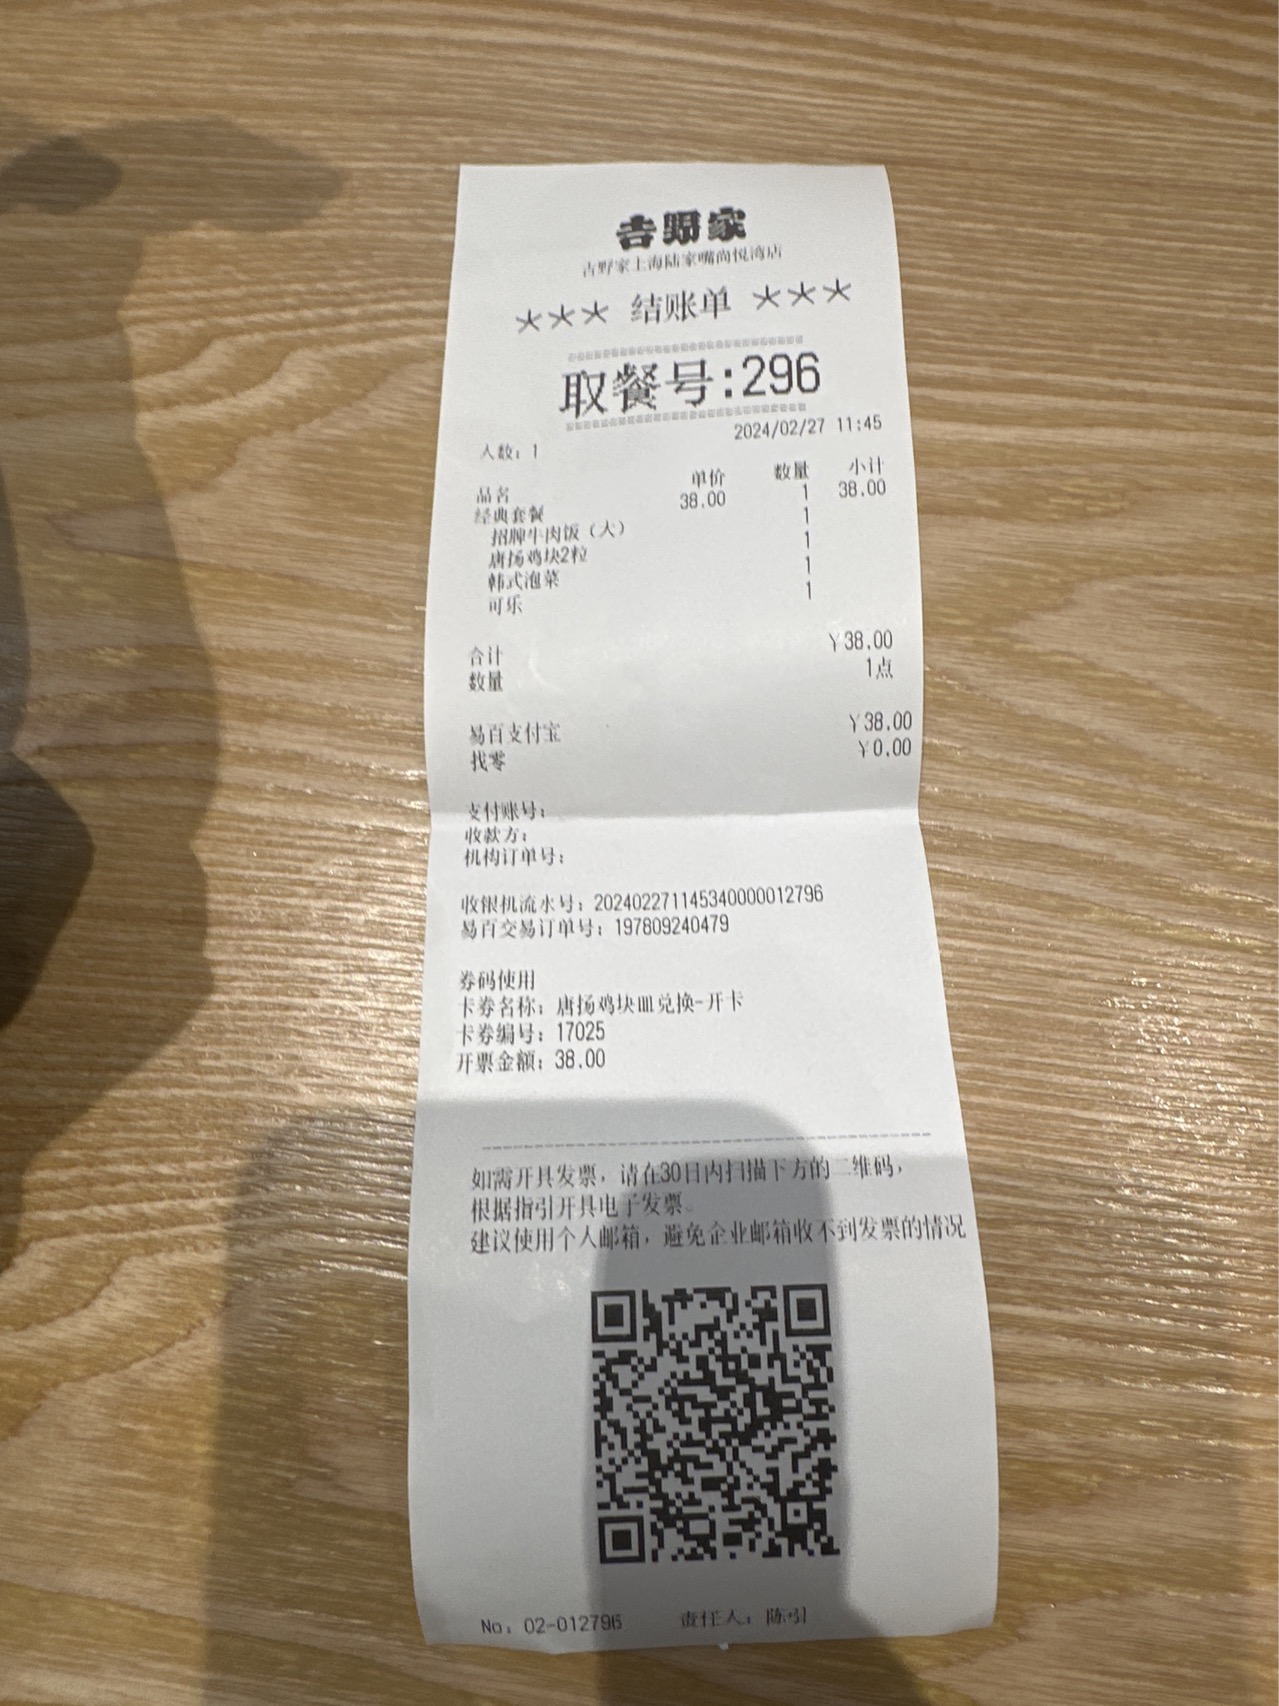 吉野家
吉野家上海陆家嘴尚悦湾店
*** 结账单 ***
取餐号:296
2024/02/27 11:45
人数: 1
品名 单价 数量 小计
经典套餐 38.00 1 38.00
招牌牛肉饭（大） 1
唐扬鸡块2粒 1
韩式泡菜 1
可乐 1
合计 ¥38.00
数量 1点
易百支付宝 ¥38.00
找零 ¥0.00
支付账号:
收款方:
机构订单号:
收银机流水号: 202402271145340000012796
易百交易订单号: 197809240479
券码使用
卡券名称: 唐扬鸡块皿兑换-开卡
卡券编号: 17025
开票金额: 38.00
如需开具发票，请在30日内扫描下方的二维码，
根据指引开具电子发票。
建议使用个人邮箱，避免企业邮箱收不到发票的情况
No: 02-012796 责任人: 陈引